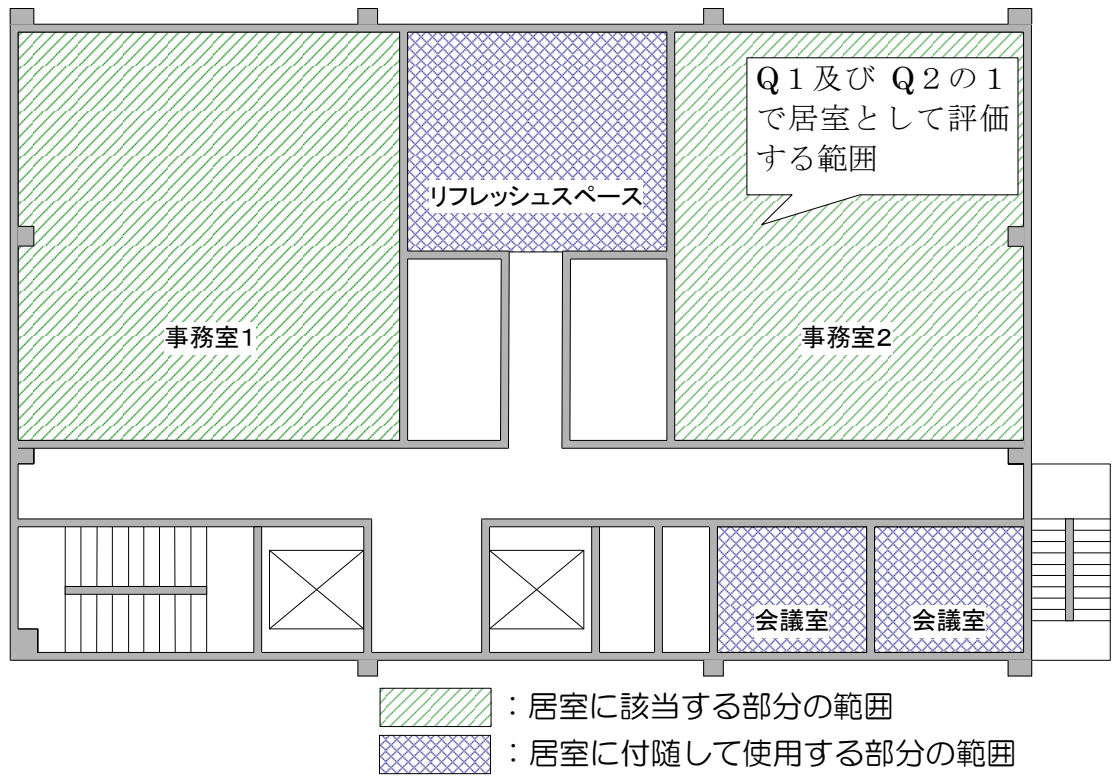 Q１及び Q２の１
で居室として評価
する範囲
リフレッシュスペース
事務室1
事務室2
会議室
会議室
：居室に該当する部分の範囲
：居室に付随して使用する部分の範囲